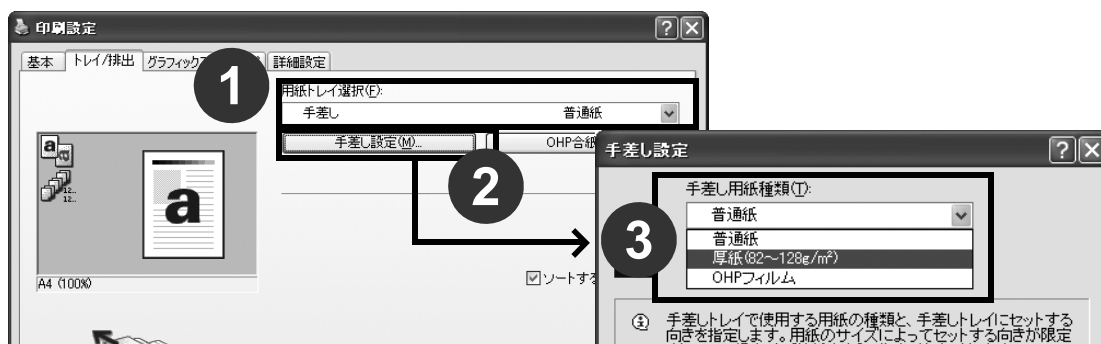 印刷設定
基本 トレイ/排出 グラフィックス 詳細設定
1
用紙トレイ選択(F):
手差し 普通紙
手差し設定(M)... OHP合紙
2
手差し設定
手差し用紙種類(T):
普通紙
3
普通紙
厚紙(82～128g/m²)
OHPフィルム
a
12..
12..
a
A4 (100%)
ソートする
手差しトレイで使用する用紙の種類と、手差しトレイにセットする
向きを指定します。用紙のサイズによってセットする向きが限定